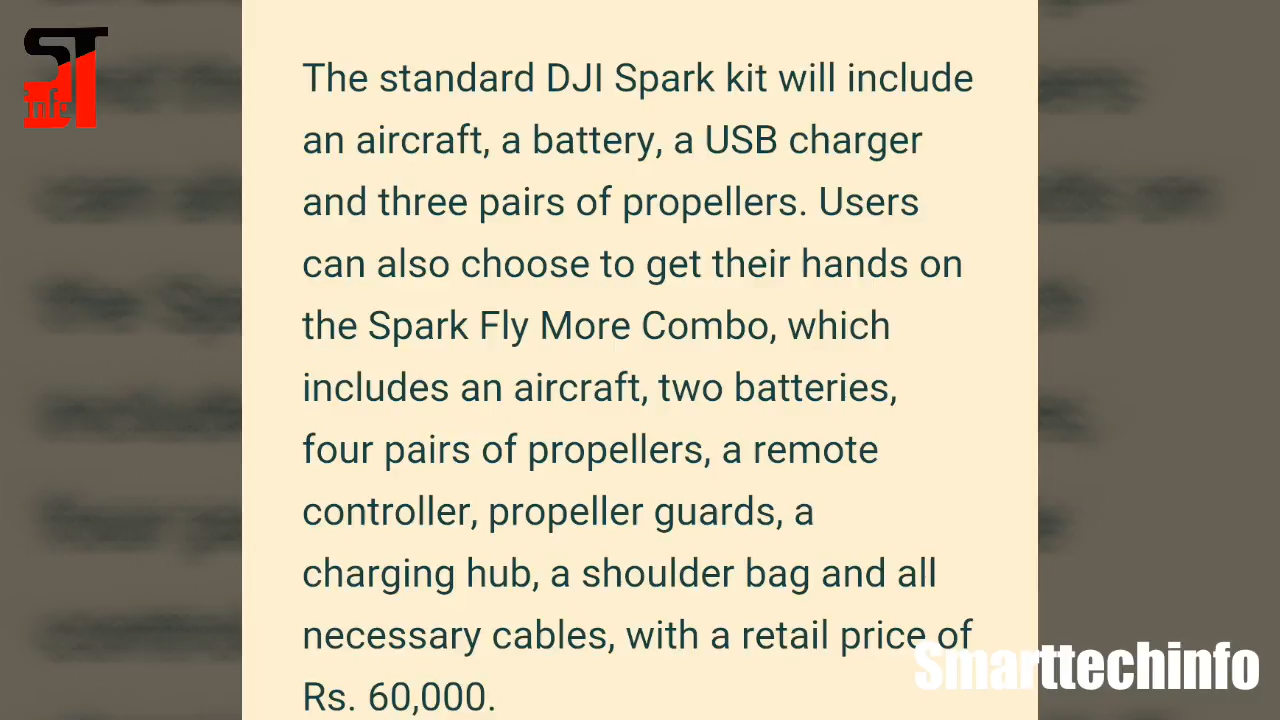 ST
info
The standard DJI Spark kit will include
an aircraft, a battery, a USB charger
and three pairs of propellers. Users
can also choose to get their hands on
the Spark Fly More Combo, which
includes an aircraft, two batteries,
four pairs of propellers, a remote
controller, propeller guards, a
charging hub, a shoulder bag and all
necessary cables, with a retail price of
Rs. 60,000.
Smarttechinfo